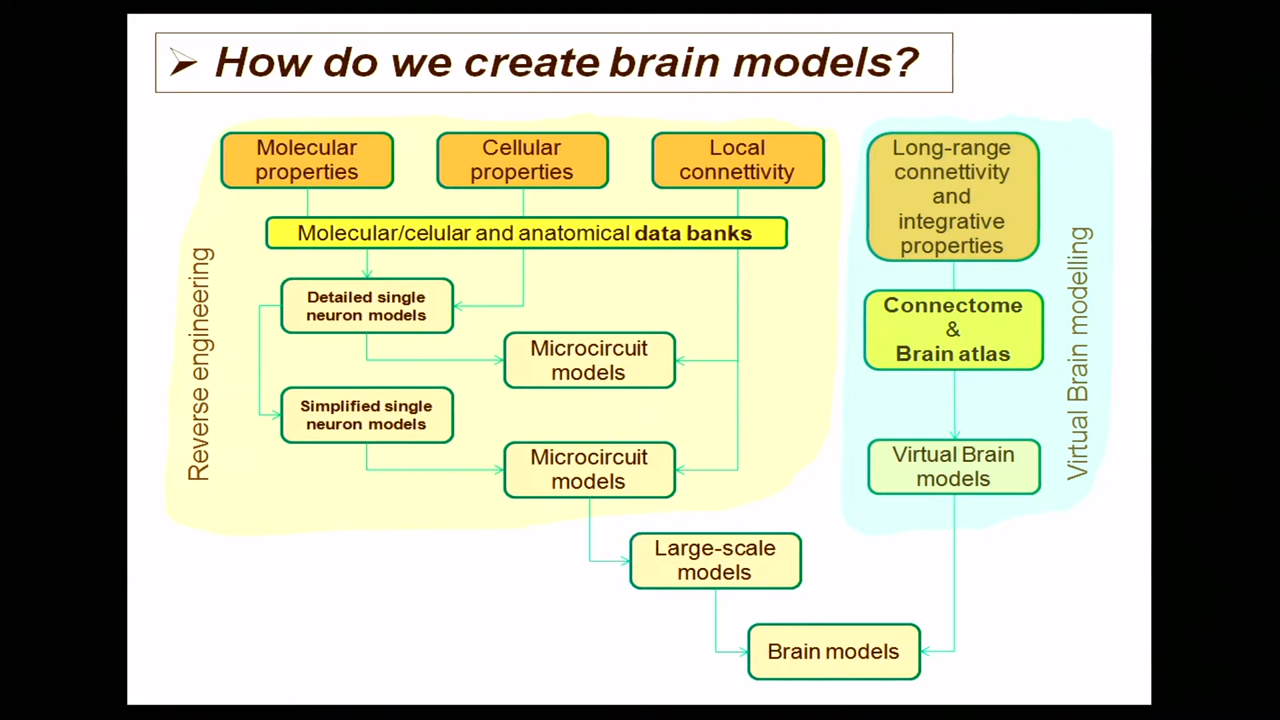 ➢ How do we create brain models?
Molecular
properties
Cellular
properties
Local
connettivity
Long-range
connettivity
and
integrative
properties
Molecular/celular and anatomical data banks
Reverse engineering
Detailed single
neuron models
Microcircuit
models
Simplified single
neuron models
Microcircuit
models
Connectome
&
Brain atlas
Virtual Brain modelling
Virtual Brain
models
Large-scale
models
Brain models